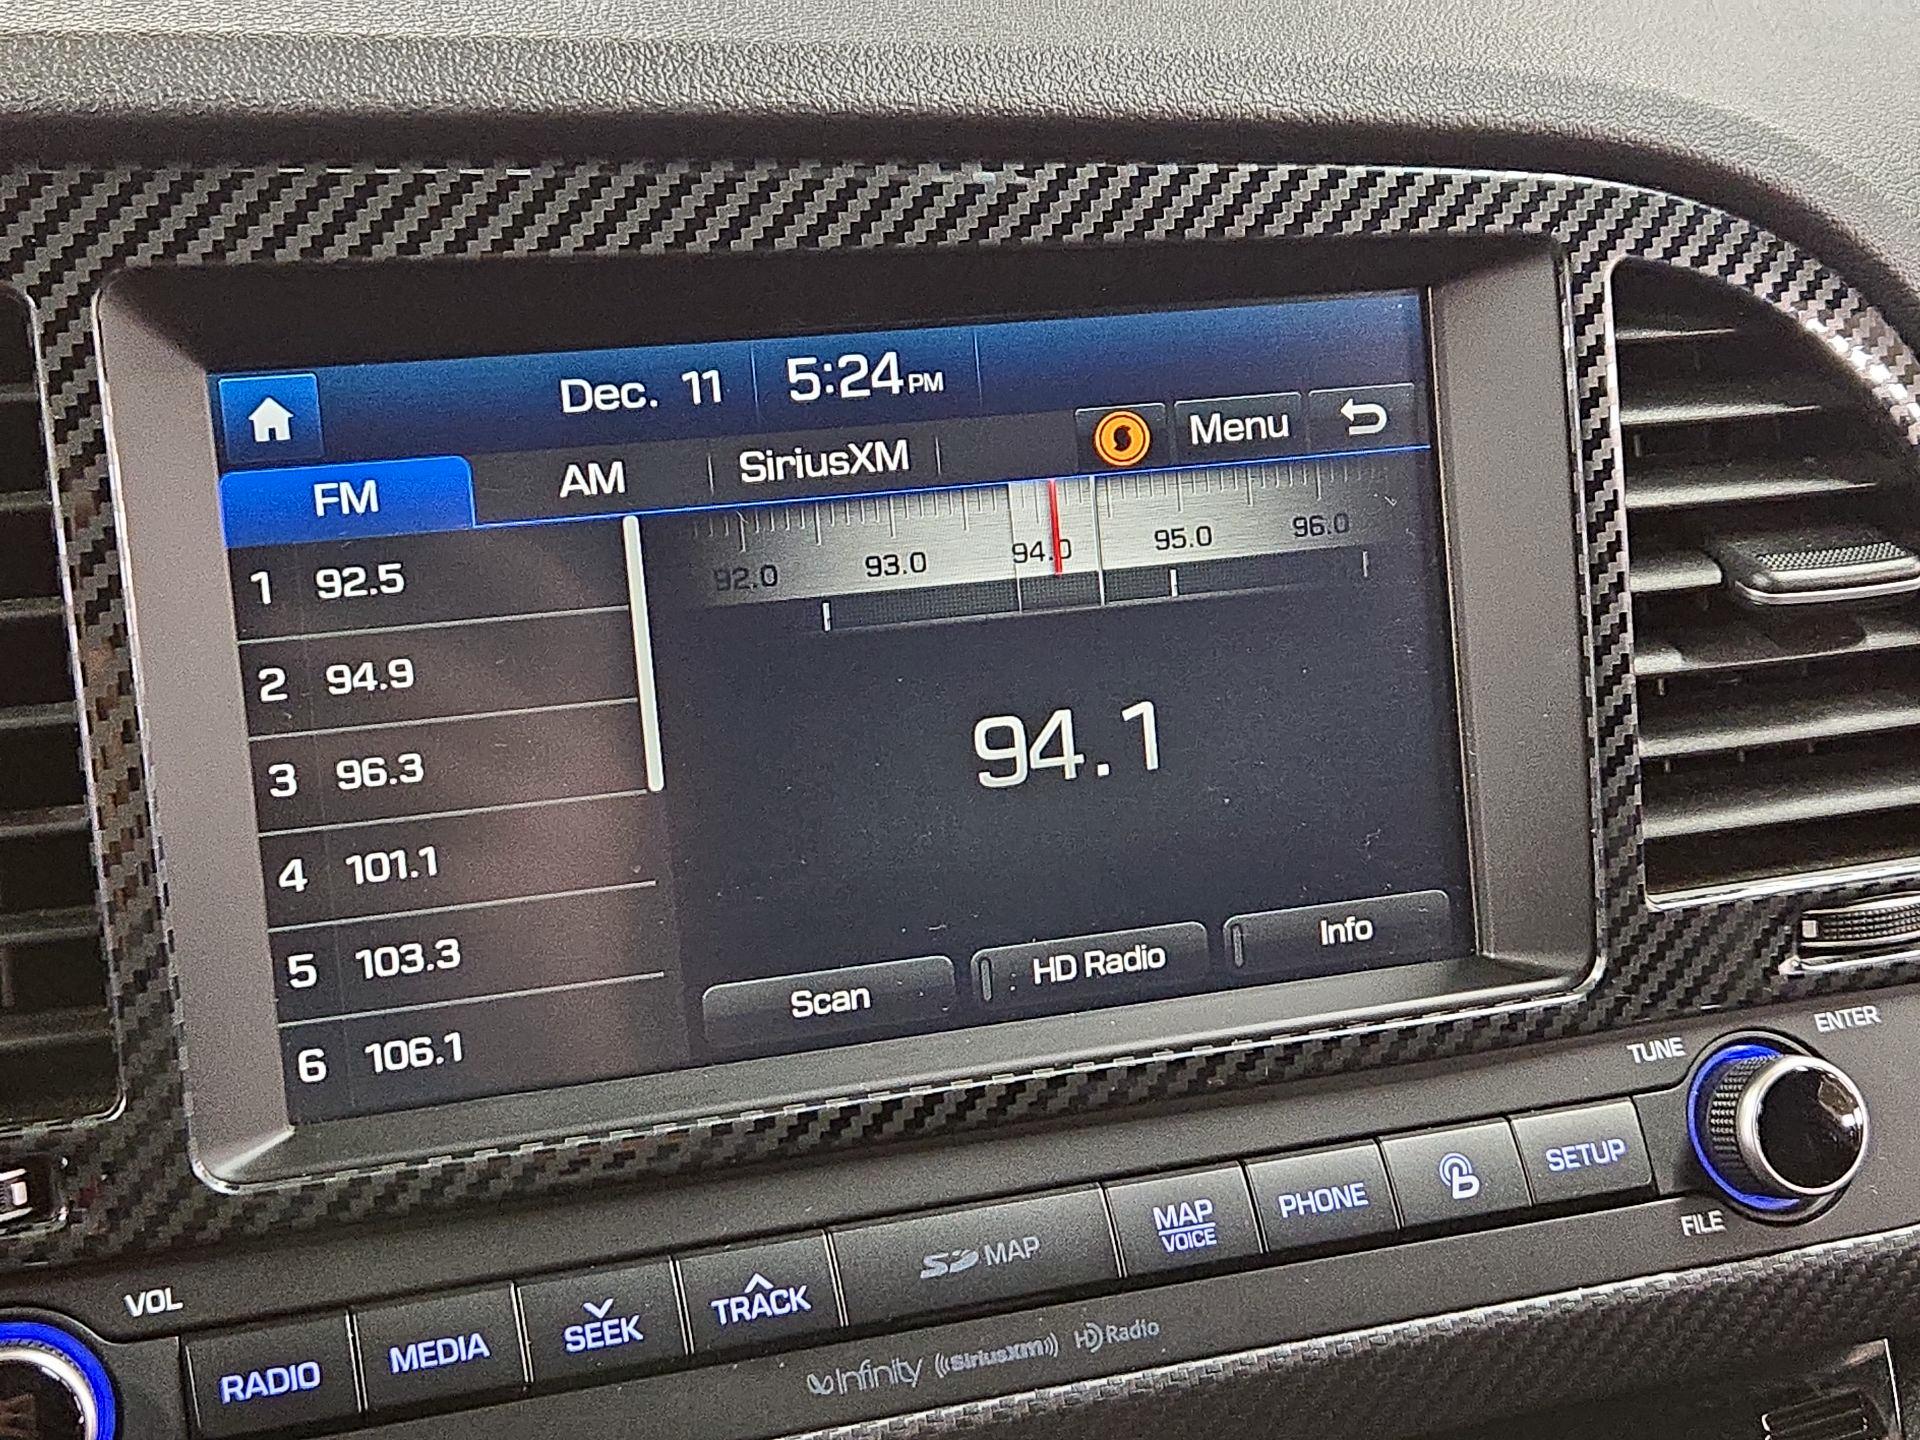 Dec. 11 5:24 PM
Menu
FM AM SiriusXM
92.0 93.0 94.0 95.0 96.0
1 92.5
2 94.9
3 96.3
4 101.1
5 103.3
6 106.1
94.1
Scan HD Radio Info
TUNE ENTER
FILE
VOL
RADIO MEDIA SEEK TRACK SD MAP MAP VOICE PHONE B SETUP
Infinity SiriusXM HD Radio